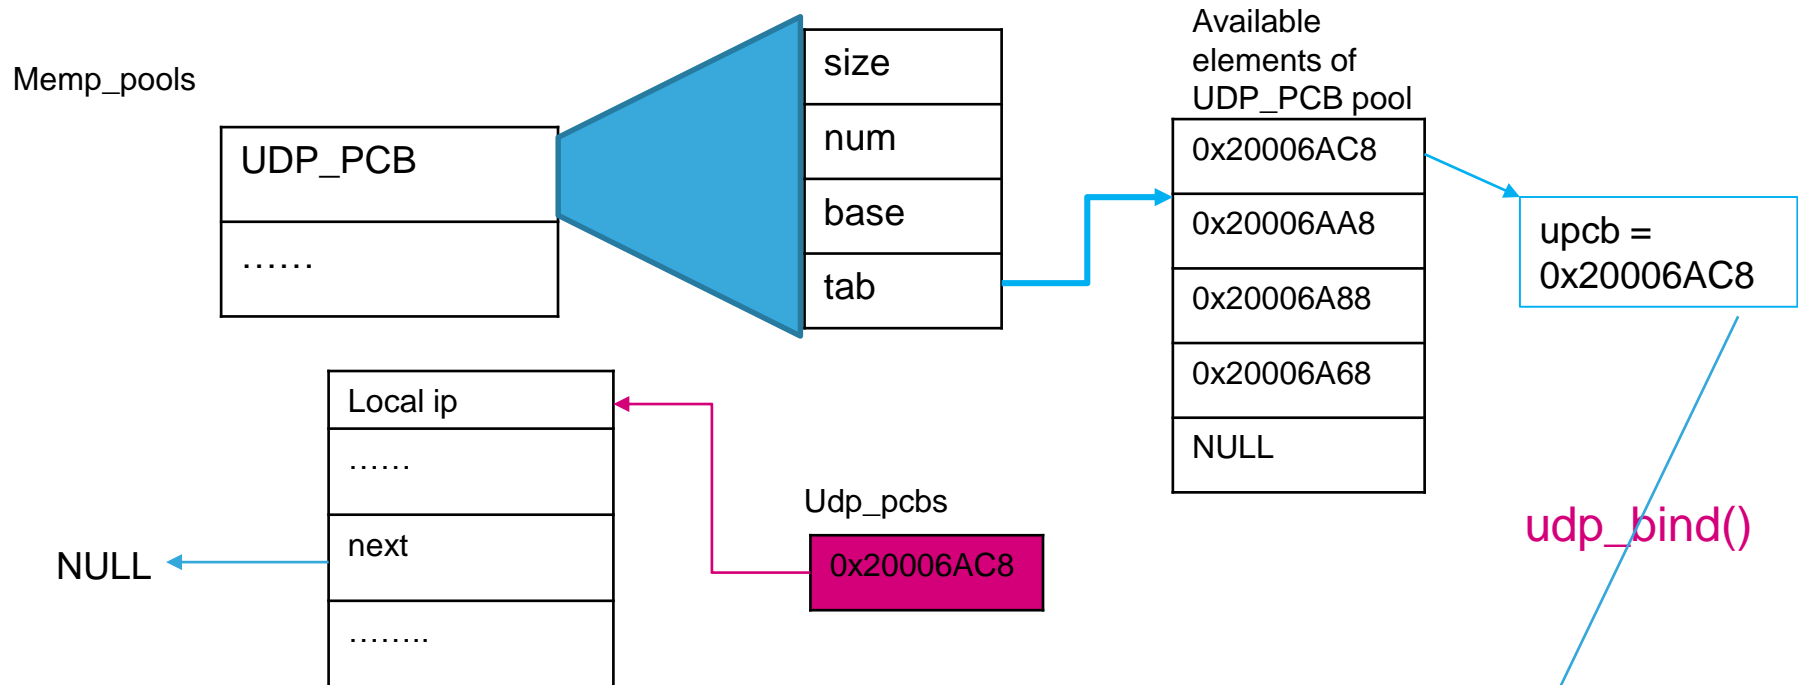 Memp_pools
UDP_PCB
……
size
num
base
tab
Available
elements of
UDP_PCB pool
0x20006AC8
0x20006AA8
0x20006A88
0x20006A68
NULL
upcb =
0x20006AC8
Local ip
……
next
……..
NULL
Udp_pcbs
0x20006AC8
udp_bind()